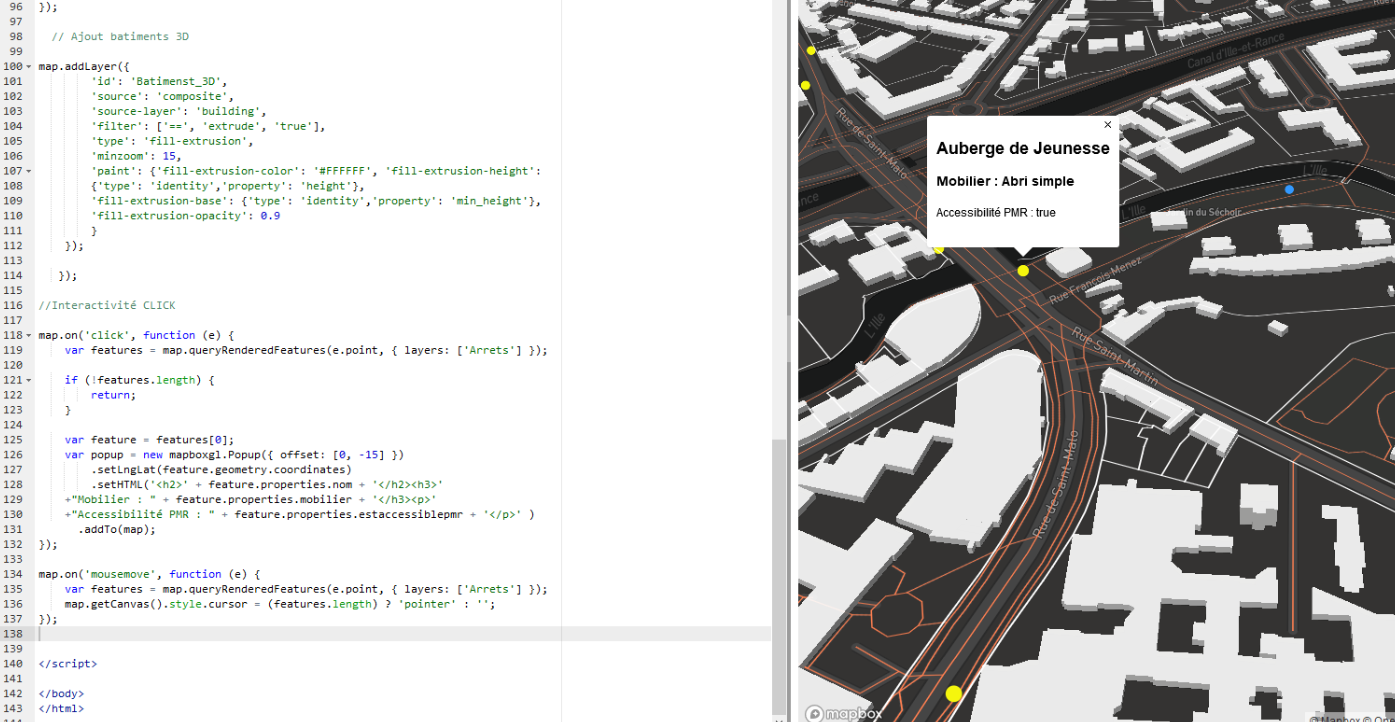 96 });
97
98 // Ajout batiments 3D
99
100 map.addLayer({
101 'id': 'Batimenst_3D',
102 'source': 'composite',
103 'source-layer': 'building',
104 'filter': ['==', 'extrude', 'true'],
105 'type': 'fill-extrusion',
106 'minzoom': 15,
107 'paint': {'fill-extrusion-color': '#FFFFFF', 'fill-extrusion-height':
108 {'type': 'identity','property': 'height'},
109 'fill-extrusion-base': {'type': 'identity','property': 'min_height'},
110 'fill-extrusion-opacity': 0.9
111 }
112 });
113
114 });
115
116 //Interactivité CLICK
117
118 map.on('click', function (e) {
119 var features = map.queryRenderedFeatures(e.point, { layers: ['Arrets'] });
120
121 if (!features.length) {
122 return;
123 }
124
125 var feature = features[0];
126 var popup = new mapboxgl.Popup({ offset: [0, -15] })
127 .setLngLat(feature.geometry.coordinates)
128 .setHTML('<h2>' + feature.properties.nom + '</h2><h3>'
129 +"Mobilier : " + feature.properties.mobilier + '</h3><p>'
130 +"Accessibilité PMR : " + feature.properties.estaccessiblepmr + '</p>' )
131 .addTo(map);
132 });
133
134 map.on('mousemove', function (e) {
135 var features = map.queryRenderedFeatures(e.point, { layers: ['Arrets'] });
136 map.getCanvas().style.cursor = (features.length) ? 'pointer' : '';
137 });
138
139
140 </script>
141
142 </body>
143 </html>
Canal d'Ille-et-Rance
Rue de Saint-Malo
×
Auberge de Jeunesse
Mobilier : Abri simple
Accessibilité PMR : true
L'Ille
L'Ille
du Séchoir
Rue François Menez
L'Ille
Rue Saint-Martin
Rue de Saint-Malo
mapbox
© Mapbox ©